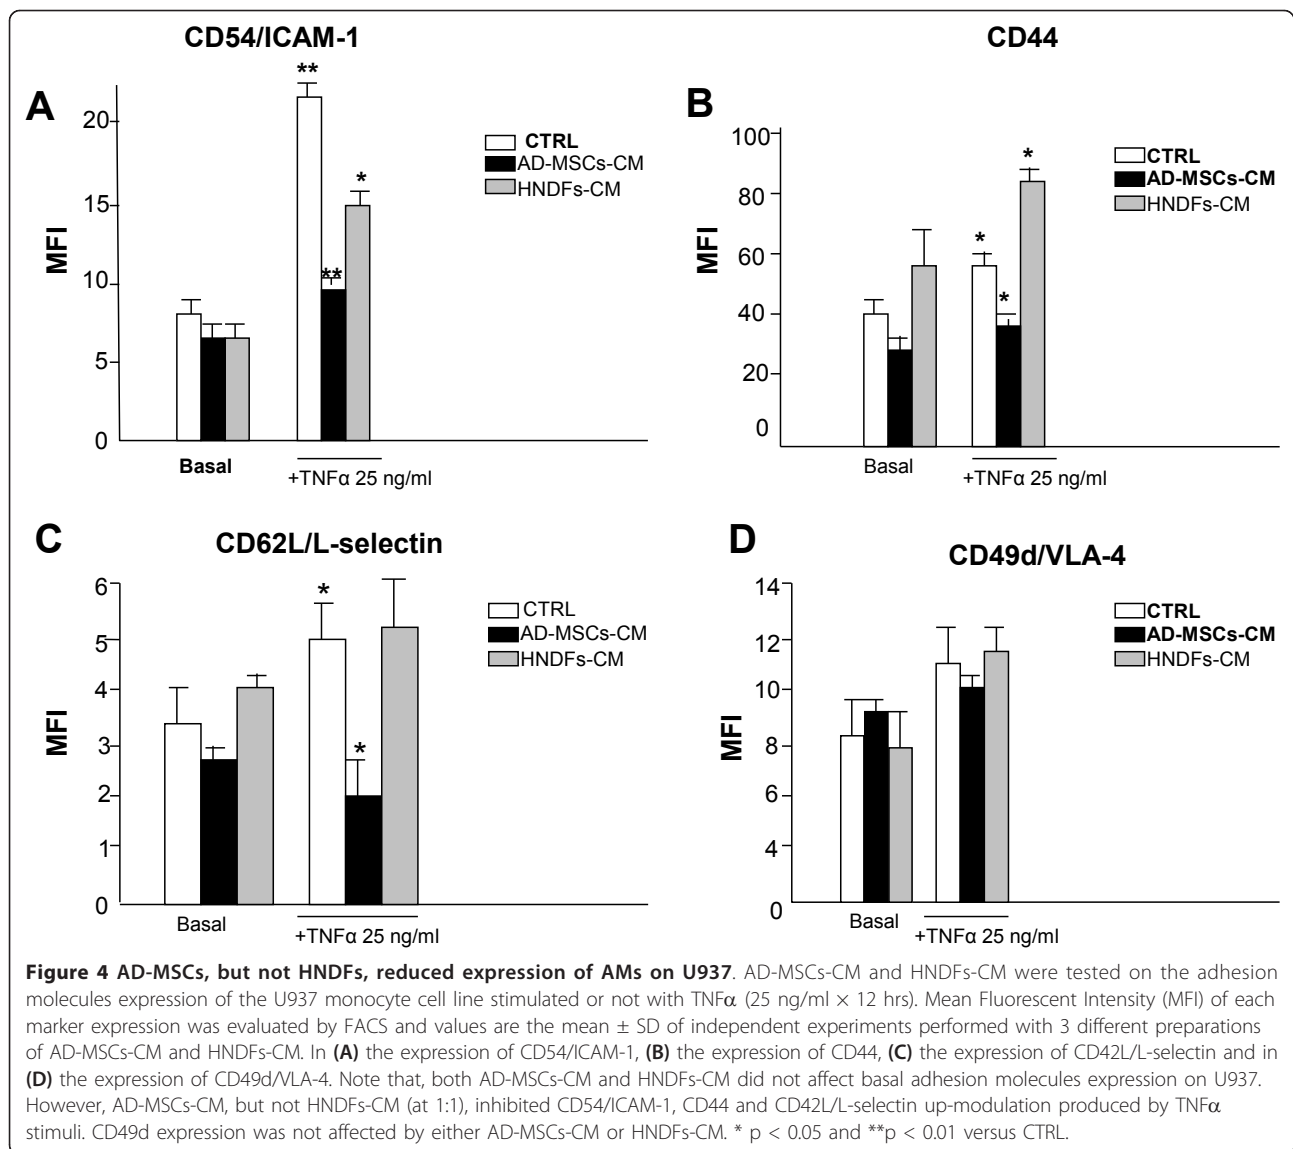 CD54/ICAM-1
A
**
20
15
10
5
0
MFI
**
*
CTRL
AD-MSCs-CM
HNDFs-CM
Basal
+TNFα 25 ng/ml
CD44
B
100
80
60
40
20
0
MFI
*
*
*
CTRL
AD-MSCs-CM
HNDFs-CM
Basal
+TNFα 25 ng/ml
C
CD62L/L-selectin
6
5
4
3
2
1
0
MFI
*
*
CTRL
AD-MSCs-CM
HNDFs-CM
Basal
+TNFα 25 ng/ml
D
CD49d/VLA-4
14
12
10
8
6
4
0
MFI
CTRL
AD-MSCs-CM
HNDFs-CM
Basal
+TNFα 25 ng/ml
Figure 4 AD-MSCs, but not HNDFs, reduced expression of AMs on U937. AD-MSCs-CM and HNDFs-CM were tested on the adhesion
molecules expression of the U937 monocyte cell line stimulated or not with TNFα (25 ng/ml × 12 hrs). Mean Fluorescent Intensity (MFI) of each
marker expression was evaluated by FACS and values are the mean ± SD of independent experiments performed with 3 different preparations
of AD-MSCs-CM and HNDFs-CM. In (A) the expression of CD54/ICAM-1, (B) the expression of CD44, (C) the expression of CD42L/L-selectin and in
(D) the expression of CD49d/VLA-4. Note that, both AD-MSCs-CM and HNDFs-CM did not affect basal adhesion molecules expression on U937.
However, AD-MSCs-CM, but not HNDFs-CM (at 1:1), inhibited CD54/ICAM-1, CD44 and CD42L/L-selectin up-modulation produced by TNFα
stimuli. CD49d expression was not affected by either AD-MSCs-CM or HNDFs-CM. * p < 0.05 and **p < 0.01 versus CTRL.